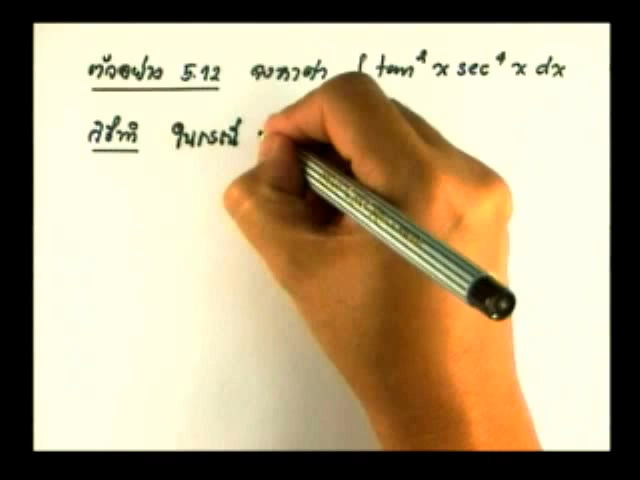 ตัวอย่าง 5.12 จงหาค่า ∫ tan² x sec⁴ x dx
วิธีทำ ในกรณี